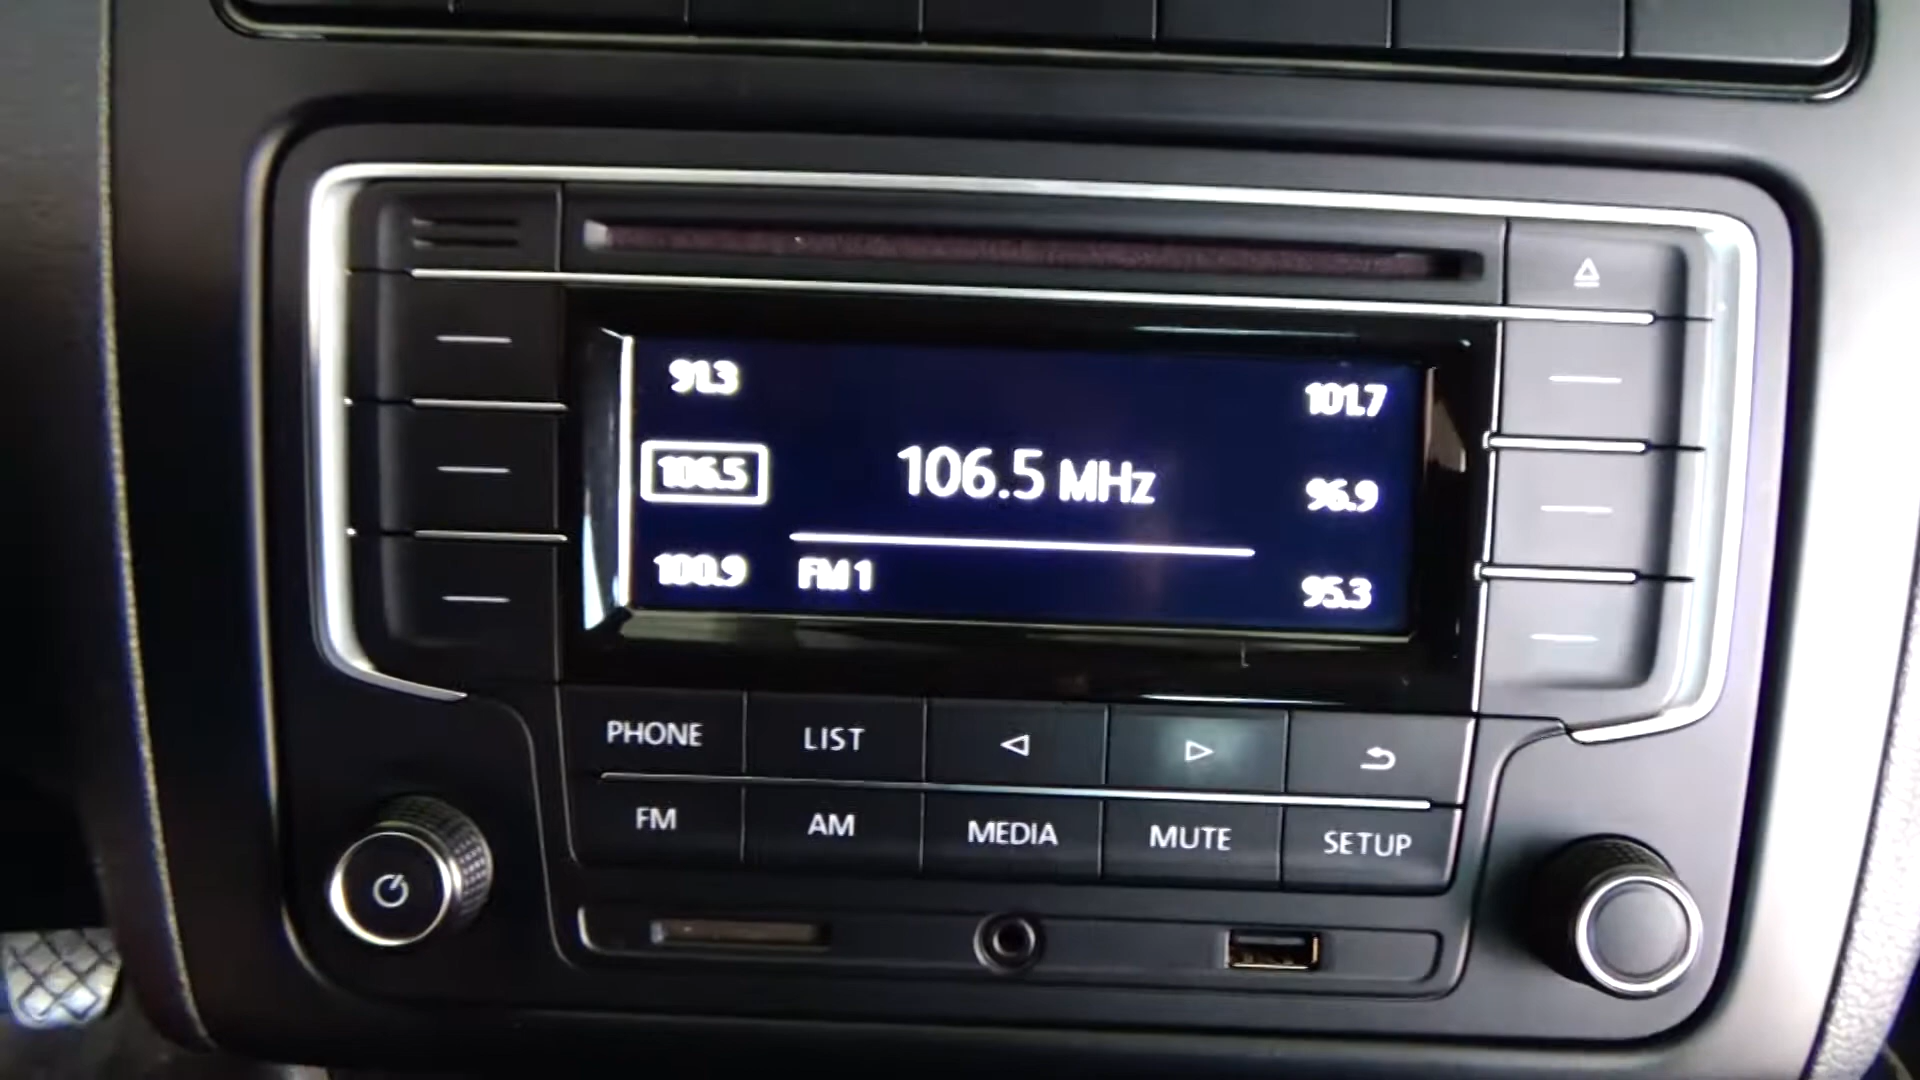 91.3
101.7
106.5
106.5 MHz
96.9
100.9
FM 1
95.3
PHONE LIST
FM AM MEDIA MUTE SETUP